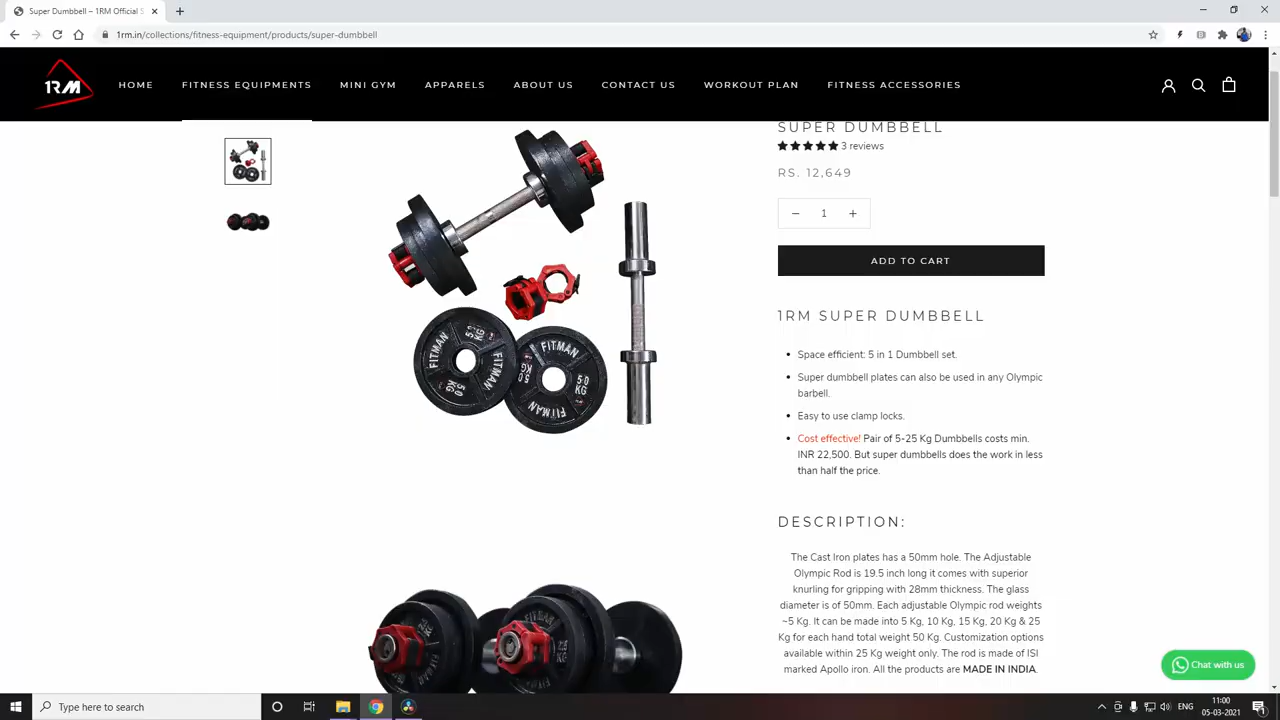 Super Dumbbell – 1RM Official S
1rm.in/collections/fitness-equipment/products/super-dumbbell
1RM
HOME
FITNESS EQUIPMENTS
MINI GYM
APPARELS
ABOUT US
CONTACT US
WORKOUT PLAN
FITNESS ACCESSORIES
SUPER DUMBBELL
3 reviews
RS. 12,649
1
ADD TO CART
1RM SUPER DUMBBELL
Space efficient: 5 in 1 Dumbbell set.
Super dumbbell plates can also be used in any Olympic
barbell.
Easy to use clamp locks.
Cost effective! Pair of 5-25 Kg Dumbbells costs min.
INR 22,500. But super dumbbells does the work in less
than half the price.
FITMAN
FITMAN
5.0 KG
FITMAN
FITMAN
5.0 KG
DESCRIPTION:
The Cast Iron plates has a 50mm hole. The Adjustable
Olympic Rod is 19.5 inch long it comes with superior
knurling for gripping with 28mm thickness. The glass
diameter is of 50mm. Each adjustable Olympic rod weights
~5 Kg. It can be made into 5 Kg, 10 Kg, 15 Kg, 20 Kg & 25
Kg for each hand total weight 50 Kg. Customization options
available within 25 Kg weight only. The rod is made of ISI
marked Apollo iron. All the products are MADE IN INDIA.
Chat with us
Type here to search
ENG
11:00
05-03-2021